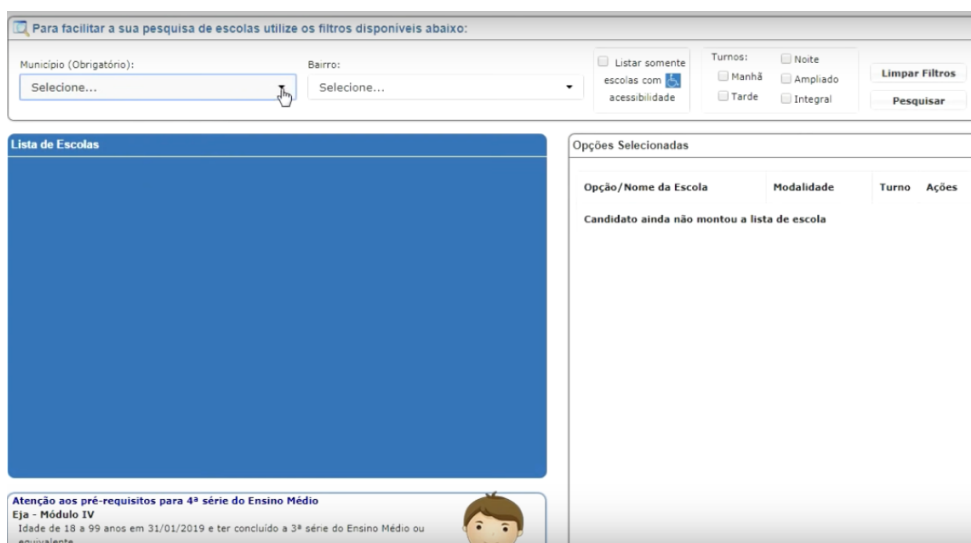 Para facilitar a sua pesquisa de escolas utilize os filtros disponíveis abaixo:
Município (Obrigatório):
Selecione...
Bairro:
Selecione...
Listar somente
escolas com
acessibilidade
Turnos:
Manhã
Tarde
Noite
Ampliado
Integral
Limpar Filtros
Pesquisar
Lista de Escolas
Opções Selecionadas
Opção/Nome da Escola Modalidade Turno Ações
Candidato ainda não montou a lista de escola
Atenção aos pré-requisitos para 4ª série do Ensino Médio
Eja - Módulo IV
Idade de 18 a 99 anos em 31/01/2019 e ter concluído a 3ª série do Ensino Médio ou
equivalente